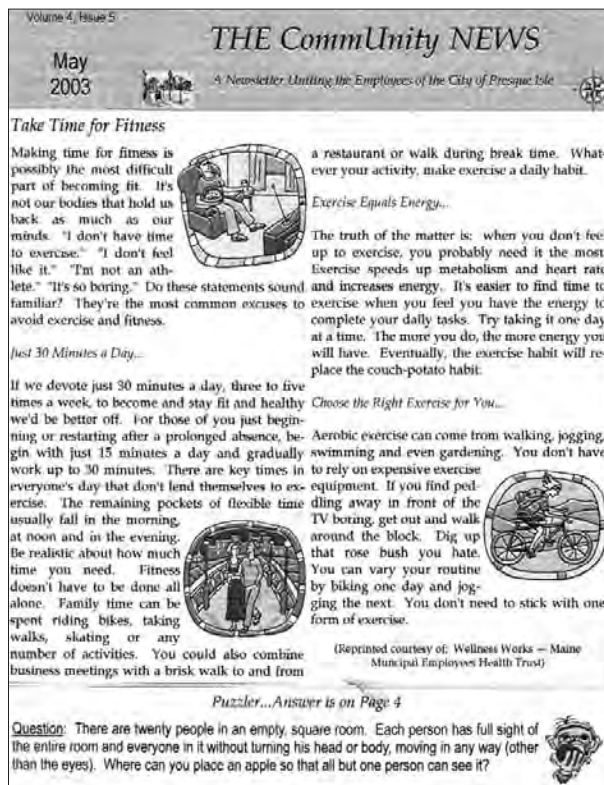 Volume 4, Issue 5
May
2003
THE CommUnity NEWS
A Newsletter Uniting the Employees of the City of Presque Isle
Take Time for Fitness
Making time for fitness is
possibly the most difficult
part of becoming fit. It's
not our bodies that hold us
back as much as our
minds. "I don't have time
to exercise." "I don't feel
like it." "I'm not an ath-
lete." "It's so boring." Do these statements sound
familiar? They're the most common excuses to
avoid exercise and fitness.
Just 30 Minutes a Day...
If we devote just 30 minutes a day, three to five
times a week, to become and stay fit and healthy
we'd be better off. For those of you just begin-
ning or restarting after a prolonged absence, be-
gin with just 15 minutes a day and gradually
work up to 30 minutes. There are key times in
everyone's day that don't lend themselves to ex-
ercise. The remaining pockets of flexible time
usually fall in the morning,
at noon and in the evening.
Be realistic about how much
time you need. Fitness
doesn't have to be done all
alone. Family time can be
spent riding bikes, taking
walks, skating or any
number of activities. You could also combine
business meetings with a brisk walk to and from
a restaurant or walk during break time. What-
ever your activity, make exercise a daily habit.
Exercise Equals Energy...
The truth of the matter is: when you don't feel
up to exercise, you probably need it the most.
Exercise speeds up metabolism and heart rate
and increases energy. It's easier to find time to
exercise when you feel you have the energy to
complete your daily tasks. Try taking it one day
at a time. The more you do, the more energy you
will have. Eventually, the exercise habit will re-
place the couch-potato habit.
Choose the Right Exercise for You...
Aerobic exercise can come from walking, jogging,
swimming and even gardening. You don't have
to rely on expensive exercise
equipment. If you find ped-
dling away in front of the
TV boring, get out and walk
around the block. Dig up
that rose bush you hate.
You can vary your routine
by biking one day and jog-
ging the next. You don't need to stick with one
form of exercise.
(Reprinted courtesy of: Wellness Works — Maine
Municipal Employees Health Trust)
Puzzler...Answer is on Page 4
Question: There are twenty people in an empty, square room. Each person has full sight of
the entire room and everyone in it without turning his head or body, moving in any way (other
than the eyes). Where can you place an apple so that all but one person can see it?